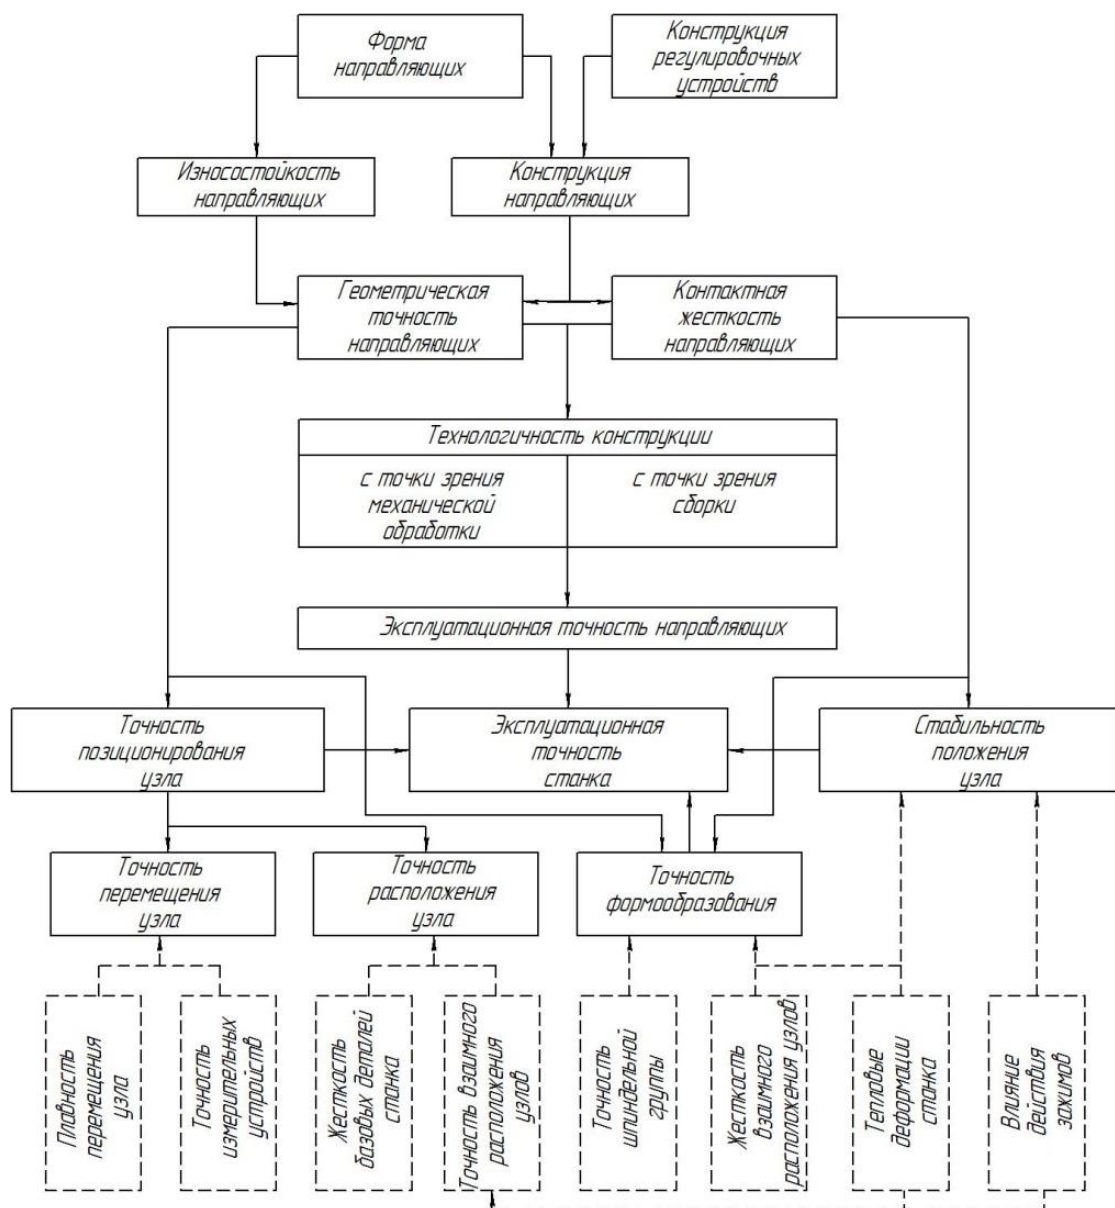 Форма
направляющих
Конструкция
регулировочных
устройств
Износостойкость
направляющих
Конструкция
направляющих
Геометрическая
точность
направляющих
Контактная
жесткость
направляющих
Технологичность конструкции
с точки зрения
механической
обработки
с точки зрения
сборки
Эксплуатационная точность направляющих
Точность
позиционирования
узла
Эксплуатационная
точность
станка
Стабильность
положения
узла
Точность
перемещения
узла
Точность
расположения
узла
Точность
формообразования
Плавность
перемещения
узла
Точность
измерительных
устройств
Жесткость
базовых деталей
станка
Точность взаимного
расположения
узлов
Точность
шпиндельной
группы
Жесткость
взаимного
расположения узлов
Тепловые
деформации
станка
Влияние
действия
зажимов